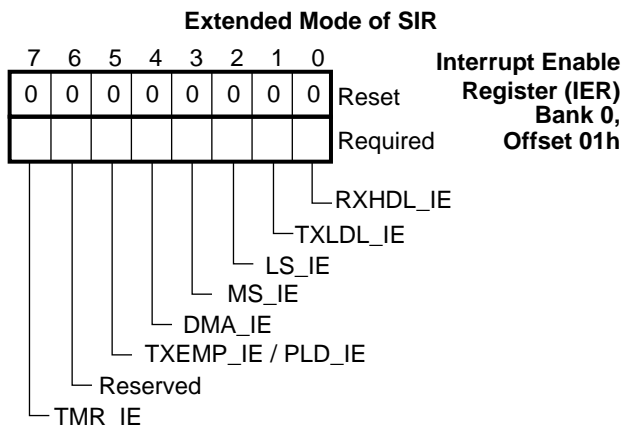 Extended Mode of SIR
7 6 5 4 3 2 1 0
Interrupt Enable
Register (IER)
Bank 0,
Offset 01h
0 0 0 0 0 0 0 0 Reset
Required
RXHDL_IE
TXLDL_IE
LS_IE
MS_IE
DMA_IE
TXEMP_IE / PLD_IE
Reserved
TMR_IE